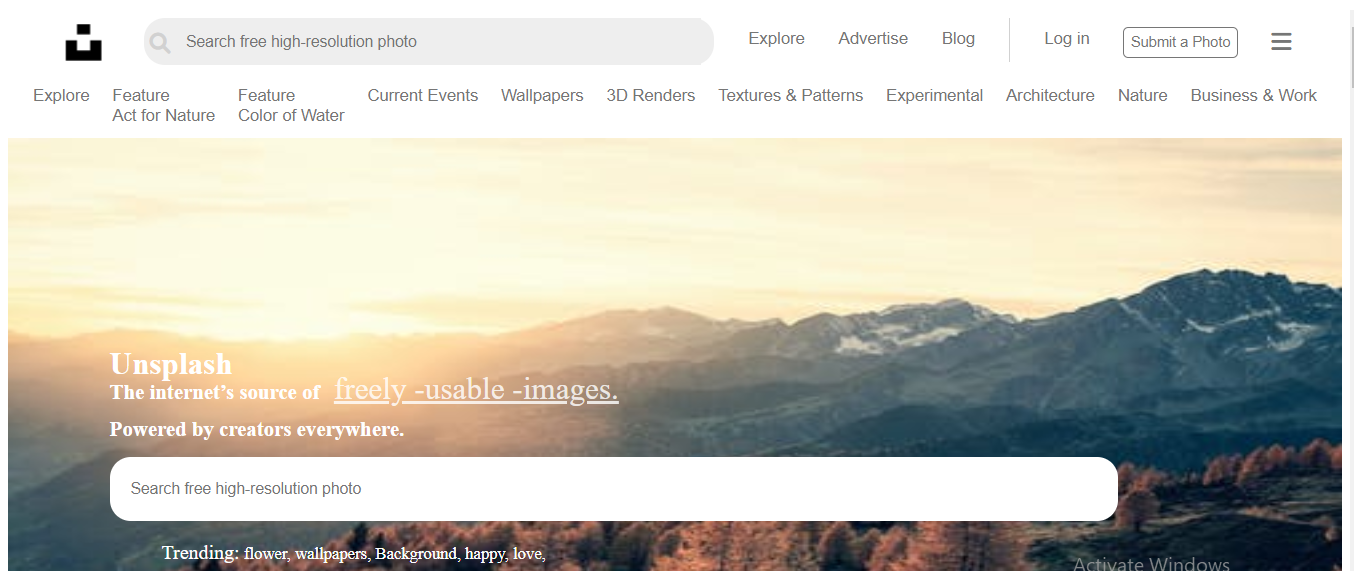 Search free high-resolution photo
Explore Advertise Blog Log in Submit a Photo
Explore Feature Feature Current Events Wallpapers 3D Renders Textures & Patterns Experimental Architecture Nature Business & Work
Act for Nature Color of Water
Unsplash
The internet’s source of freely -usable -images.
Powered by creators everywhere.
Search free high-resolution photo
Trending: flower, wallpapers, Background, happy, love,
Activate Windows